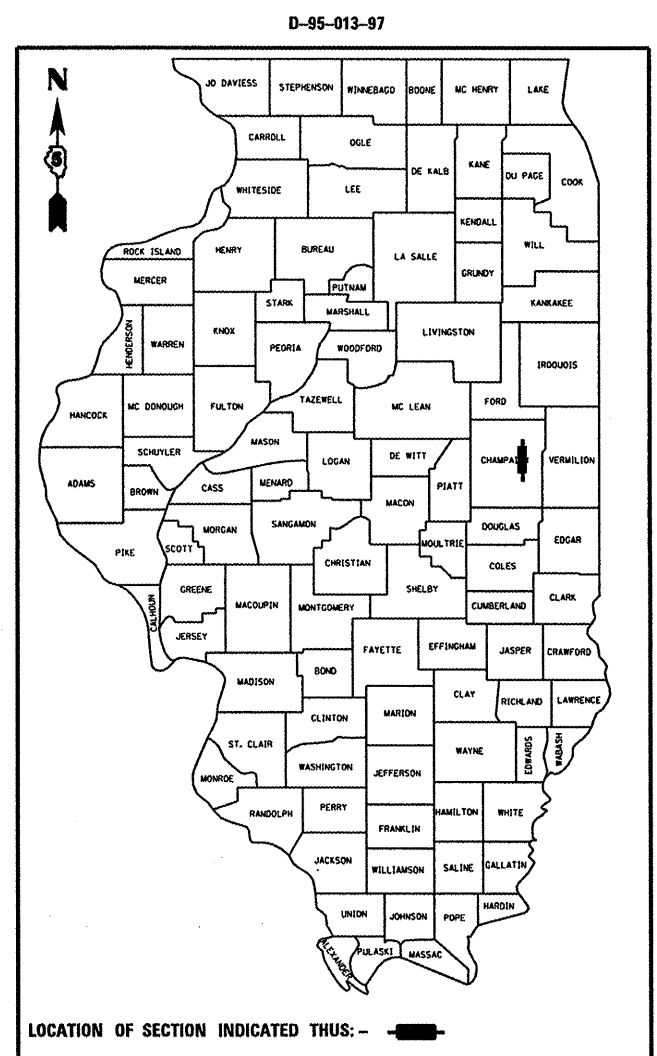 D-95-013-97
N
S
JO DAVIESS
STEPHENSON
WINNEBAGO
BOONE
MC HENRY
LAKE
CARROLL
OGLE
DE KALB
KANE
DU PAGE
COOK
WHITESIDE
LEE
KENDALL
ROCK ISLAND
HENRY
BUREAU
LA SALLE
WILL
GRUNDY
MERCER
PUTNAM
STARK
MARSHALL
KANKAKEE
HENDERSON
WARREN
KNOX
PEORIA
WOODFORD
LIVINGSTON
IROQUOIS
HANCOCK
MC DONOUGH
FULTON
TAZEWELL
MC LEAN
FORD
MASON
SCHUYLER
LOGAN
DE WITT
CHAMPAI
VERMILION
ADAMS
BROWN
CASS
MENARD
MACON
PIATT
MORGAN
SANGAMON
DOUGLAS
EDGAR
PIKE
SCOTT
CHRISTIAN
MOULTRIE
COLES
GREENE
MACOUPIN
MONTGOMERY
SHELBY
CUMBERLAND
CLARK
CALHOUN
JERSEY
FAYETTE
EFFINGHAM
JASPER
CRAWFORD
BOND
MADISON
CLAY
RICHLAND
LAWRENCE
CLINTON
MARION
ST. CLAIR
WAYNE
EDWARDS
WABASH
WASHINGTON
JEFFERSON
MONROE
RANDOLPH
PERRY
HAMILTON
WHITE
FRANKLIN
JACKSON
WILLIAMSON
SALINE
GALLATIN
UNION
JOHNSON
POPE
HARDIN
ALEXANDER
PULASKI
MASSAC
LOCATION OF SECTION INDICATED THUS: -